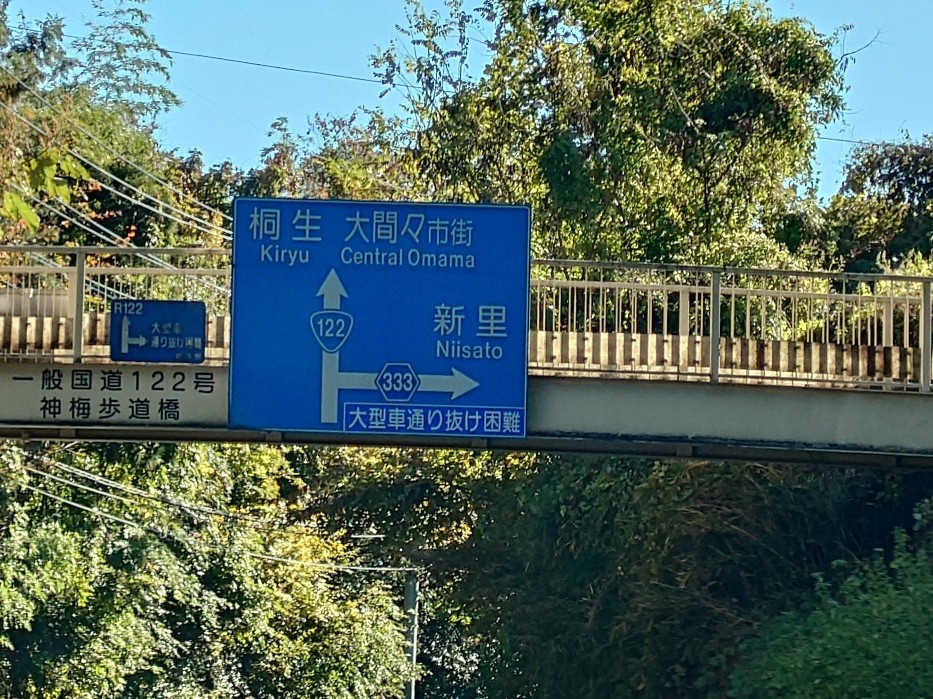 桐生 大間々市街
Kiryu Central Omama
122
新里
Niisato
333
大型車通り抜け困難
R122
大型車
通り抜け困難
一般国道122号
神梅歩道橋